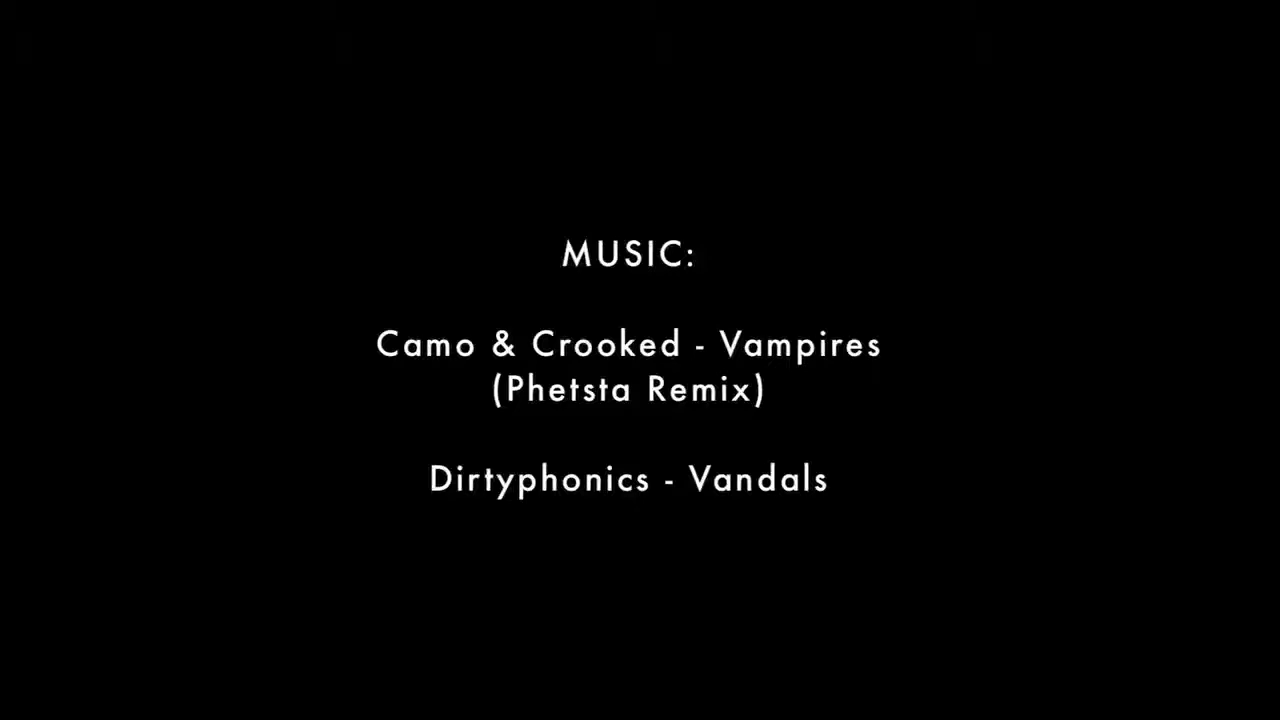 MUSIC:
Camo & Crooked - Vampires
(Phetsta Remix)
Dirtyphonics - Vandals